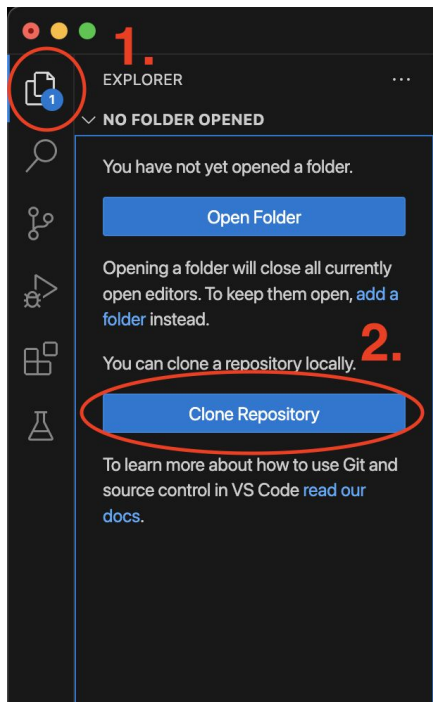 1.
EXPLORER
1
NO FOLDER OPENED
You have not yet opened a folder.
Open Folder
Opening a folder will close all currently
open editors. To keep them open, add a
folder instead.
2.
You can clone a repository locally.
Clone Repository
To learn more about how to use Git and
source control in VS Code read our
docs.